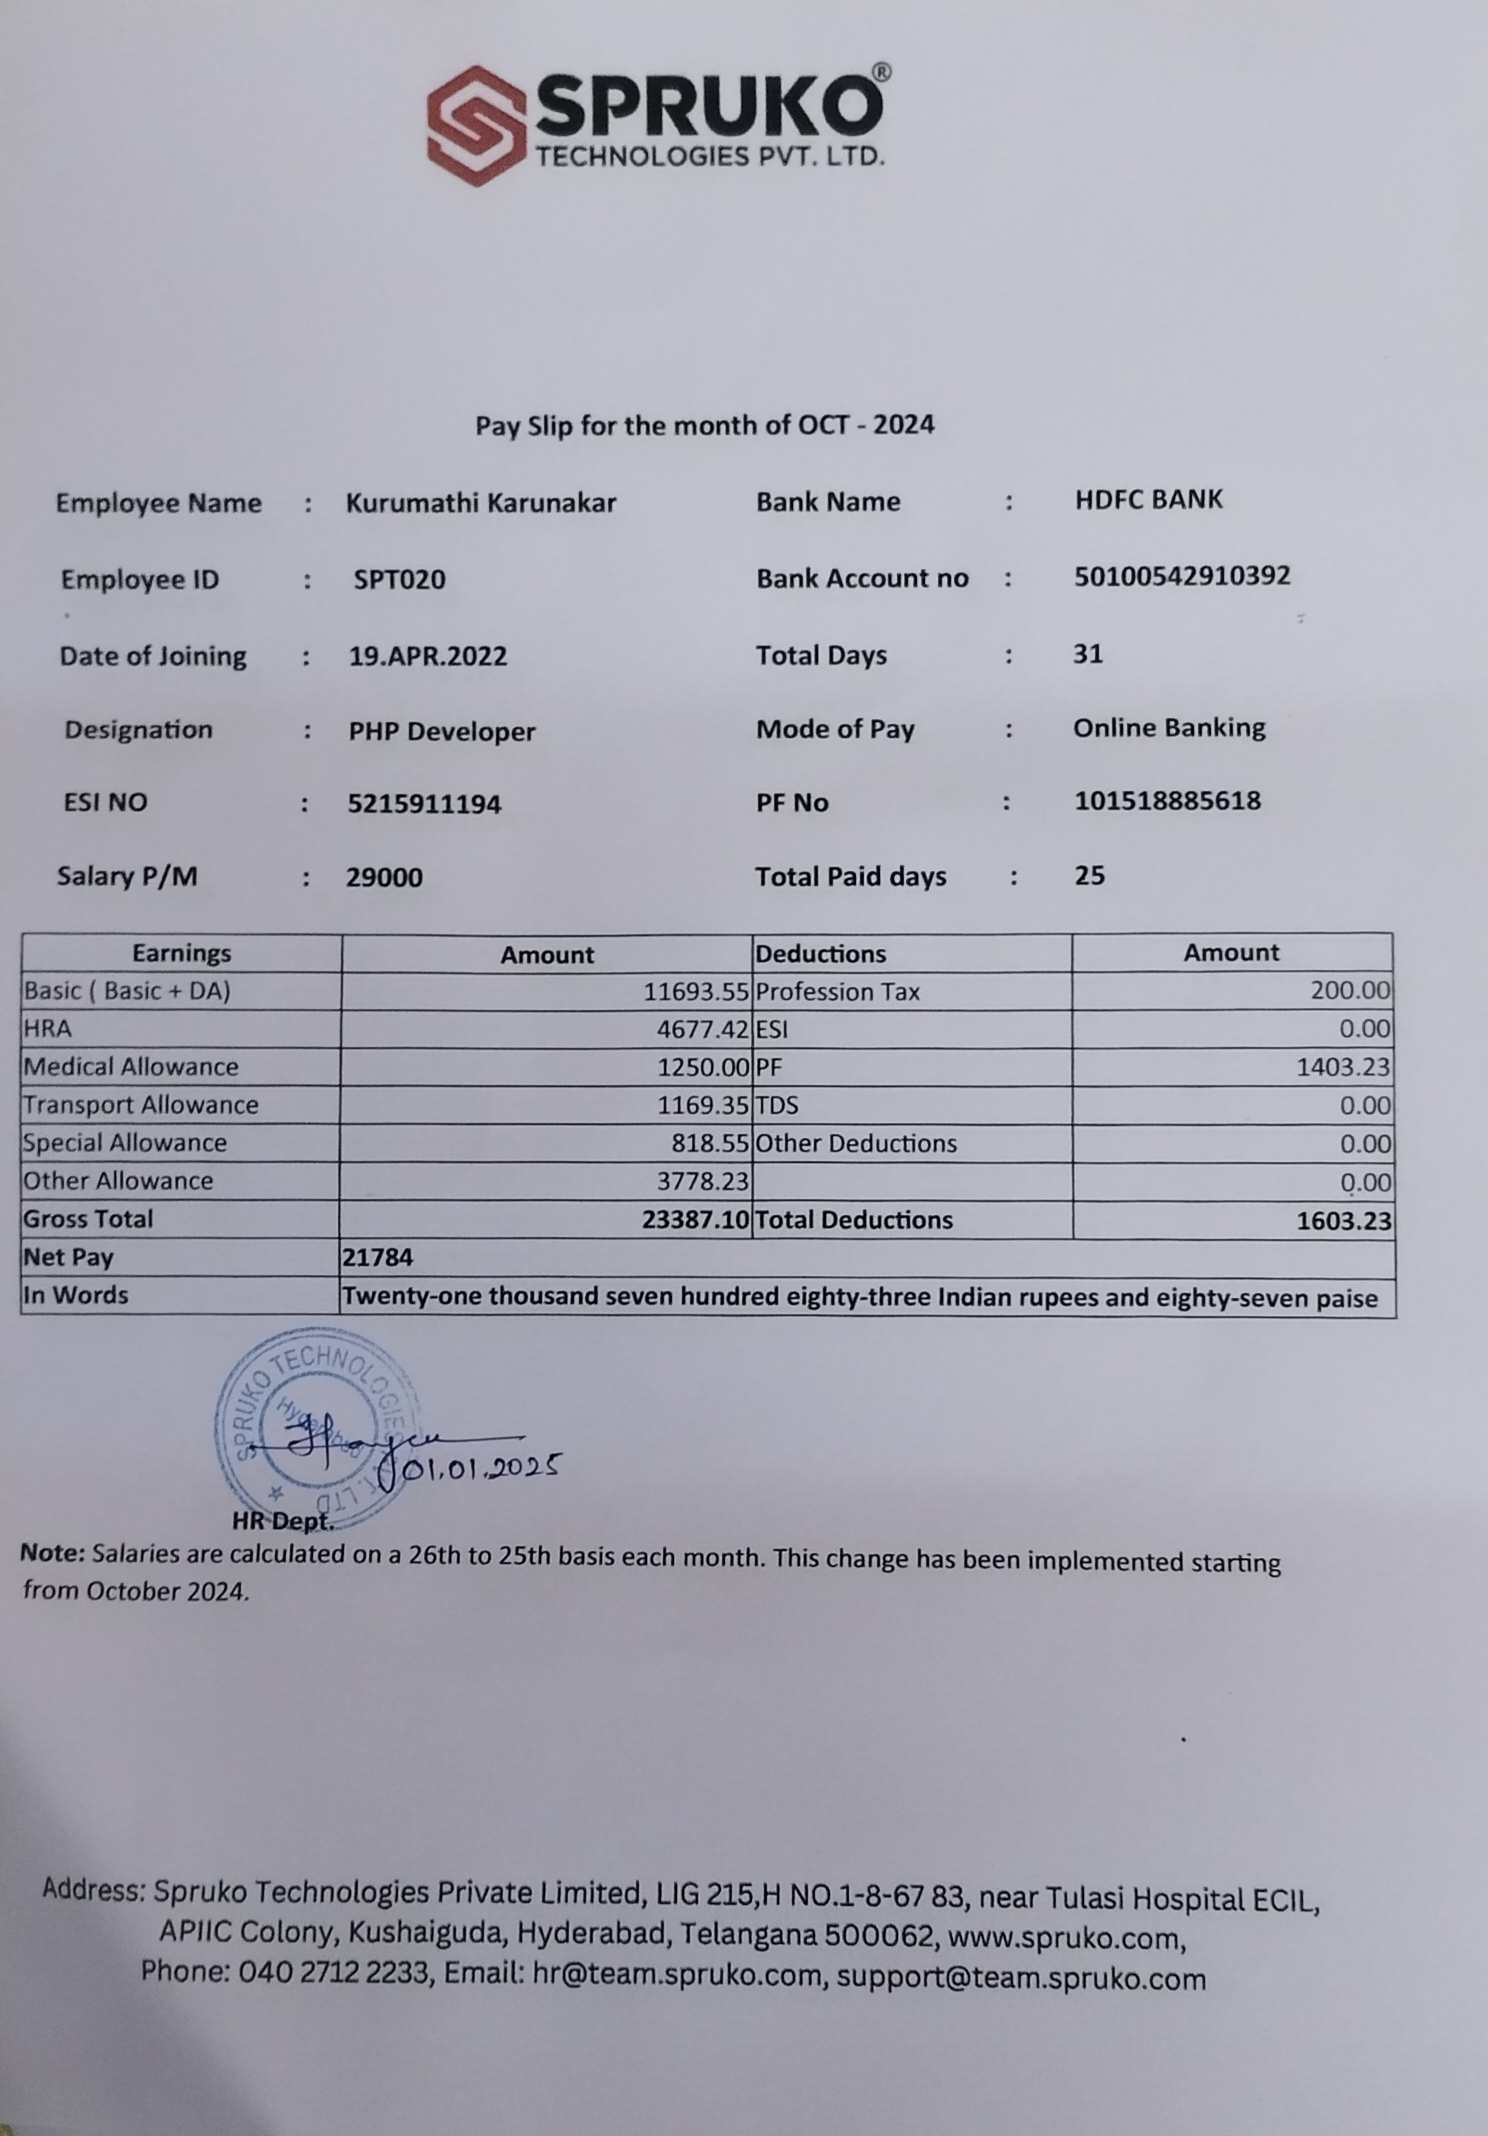 SPRUKO®
TECHNOLOGIES PVT. LTD.
Pay Slip for the month of OCT - 2024
Employee Name : Kurumathi Karunakar Bank Name : HDFC BANK
Employee ID : SPT020 Bank Account no : 50100542910392
Date of Joining : 19.APR.2022 Total Days : 31
Designation : PHP Developer Mode of Pay : Online Banking
ESI NO : 5215911194 PF No : 101518885618
Salary P/M : 29000 Total Paid days : 25
Earnings Amount Deductions Amount
Basic ( Basic + DA) 11693.55 Profession Tax 200.00
HRA 4677.42 ESI 0.00
Medical Allowance 1250.00 PF 1403.23
Transport Allowance 1169.35 TDS 0.00
Special Allowance 818.55 Other Deductions 0.00
Other Allowance 3778.23 0.00
Gross Total 23387.10 Total Deductions 1603.23
Net Pay 21784
In Words Twenty-one thousand seven hundred eighty-three Indian rupees and eighty-seven paise
SPRUKO TECHNOLOGIES PVT. LTD
Hyderabad
01.01.2025
HR Dept.
Note: Salaries are calculated on a 26th to 25th basis each month. This change has been implemented starting
from October 2024.
Address: Spruko Technologies Private Limited, LIG 215,H NO.1-8-67 83, near Tulasi Hospital ECIL,
APIIC Colony, Kushaiguda, Hyderabad, Telangana 500062, www.spruko.com,
Phone: 040 2712 2233, Email: hr@team.spruko.com, support@team.spruko.com